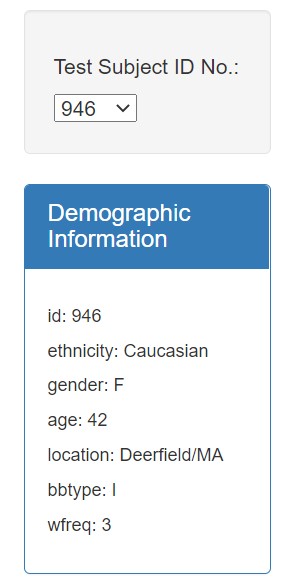 Test Subject ID No.:
946
Demographic
Information
id: 946
ethnicity: Caucasian
gender: F
age: 42
location: Deerfield/MA
bbtype: I
wfreq: 3